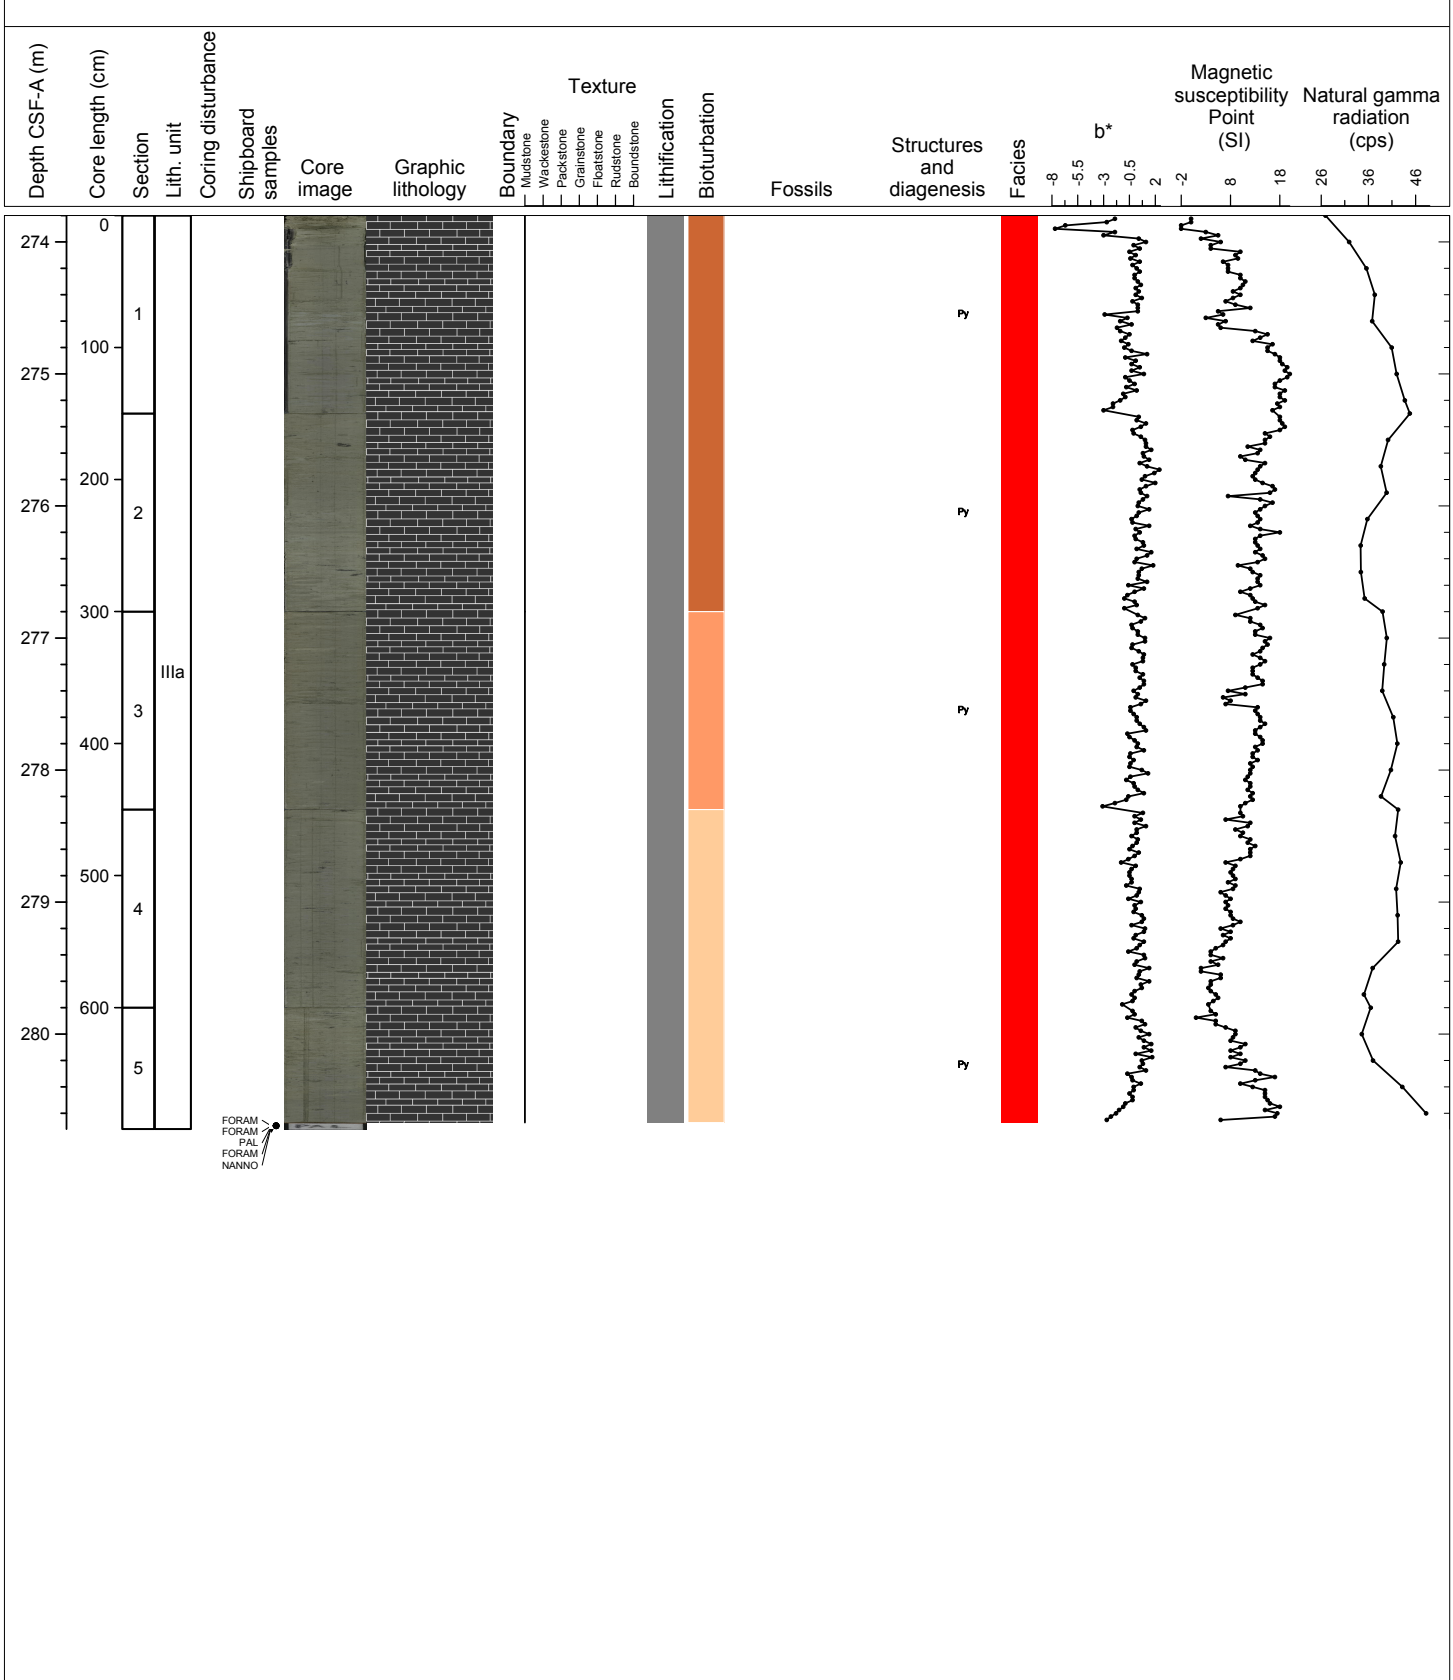 Depth CSF-A (m)
Core length (cm)
Section
Lith. unit
Coring disturbance
Shipboard
samples
Core
image
Graphic
lithology
Boundary
Texture
Mudstone
Wackestone
Packstone
Grainstone
Floatstone
Rudstone
Boundstone
Lithification
Bioturbation
Fossils
Structures
and
diagenesis
Facies
b*
-8 -5.5 -3 -0.5 2
Magnetic
susceptibility
Point
(SI)
-2 8 18
Natural gamma
radiation
(cps)
26 36 46
0
274
1
Py
100
275
200
276
2
Py
300
277
IIIa
3
Py
400
278
500
279
4
600
280
5
Py
FORAM
FORAM
PAL
FORAM
NANNO